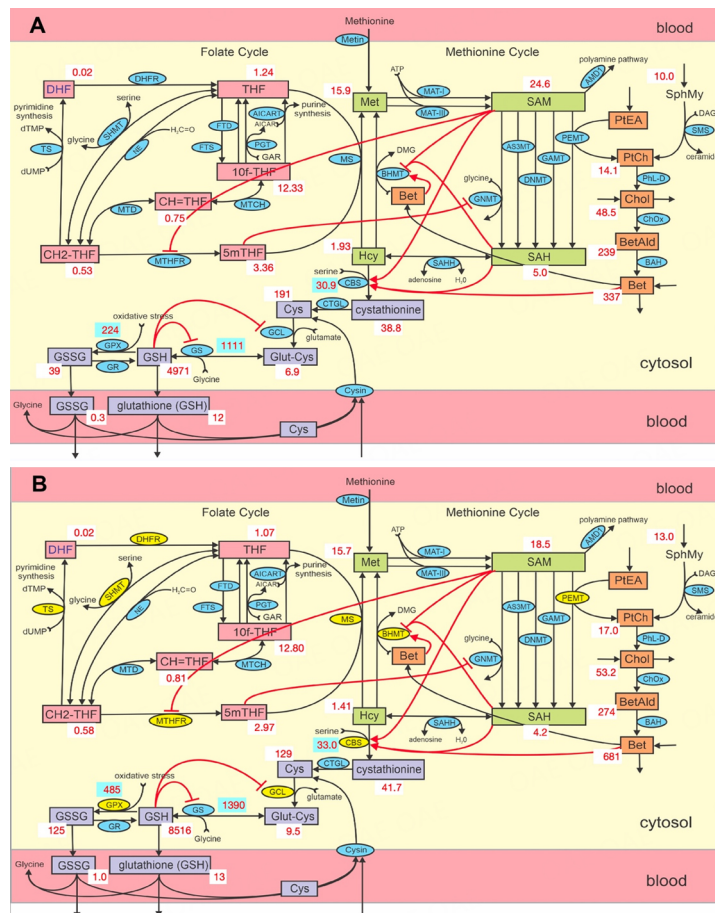 A
Methionine
blood
Metin
Folate Cycle
Methionine Cycle
0.02
DHF
DHFR
1.24
THF
15.9
Met
ATP
MAT-I
MAT-III
24.6
SAM
AMD1
polyamine pathway
10.0
SphMy
DAG
SMS
ceramide
pyrimidine
synthesis
dTMP
TS
dUMP
serine
SHMT
glycine
NE
H₂C=O
FTD
FTS
AICART
AICAR
PGT
GAR
purine
synthesis
10f-THF
12.33
MS
DMG
BHMT
Bet
glycine
GNMT
AS3MT
DNMT
GAMT
PEMT
PtEA
PtCh
14.1
PhL-D
Chol
48.5
ChOx
BetAld
239
BAH
Bet
337
MTD
CH=THF
0.75
MTCH
CH2-THF
0.53
MTHFR
5mTHF
3.36
1.93
Hcy
SAHH
adenosine
H₂0
SAH
5.0
serine
30.9
CBS
191
Cys
CTGL
cystathionine
38.8
224
oxidative stress
GPX
GSSG
39
GR
GSH
4971
GS
1111
Glycine
GCL
glutamate
Glut-Cys
6.9
cytosol
Cysin
Glycine
GSSG
0.3
glutathione (GSH)
12
Cys
blood
B
Methionine
blood
Metin
Folate Cycle
Methionine Cycle
0.02
DHF
DHFR
1.07
THF
15.7
Met
ATP
MAT-I
MAT-III
18.5
SAM
AMD1
polyamine pathway
13.0
SphMy
DAG
SMS
ceramide
pyrimidine
synthesis
dTMP
TS
dUMP
serine
SHMT
glycine
NE
H₂C=O
FTD
FTS
AICART
AICAR
PGT
GAR
purine
synthesis
10f-THF
12.80
MS
DMG
BHMT
Bet
glycine
GNMT
AS3MT
DNMT
GAMT
PEMT
PtEA
PtCh
17.0
PhL-D
Chol
53.2
ChOx
BetAld
274
BAH
Bet
681
MTD
CH=THF
0.81
MTCH
CH2-THF
0.58
MTHFR
5mTHF
2.97
1.41
Hcy
SAHH
adenosine
H₂0
SAH
4.2
serine
33.0
CBS
129
Cys
CTGL
cystathionine
41.7
485
oxidative stress
GPX
GSSG
125
GR
GSH
8516
GS
1390
Glycine
GCL
glutamate
Glut-Cys
9.5
cytosol
Cysin
Glycine
GSSG
1.0
glutathione (GSH)
13
Cys
blood